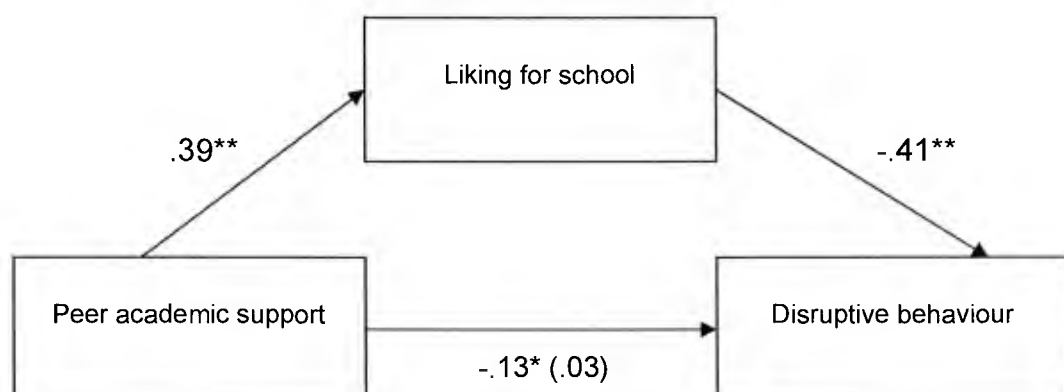 Liking for school
.39**
-.41**
Peer academic support
Disruptive behaviour
-.13* (.03)